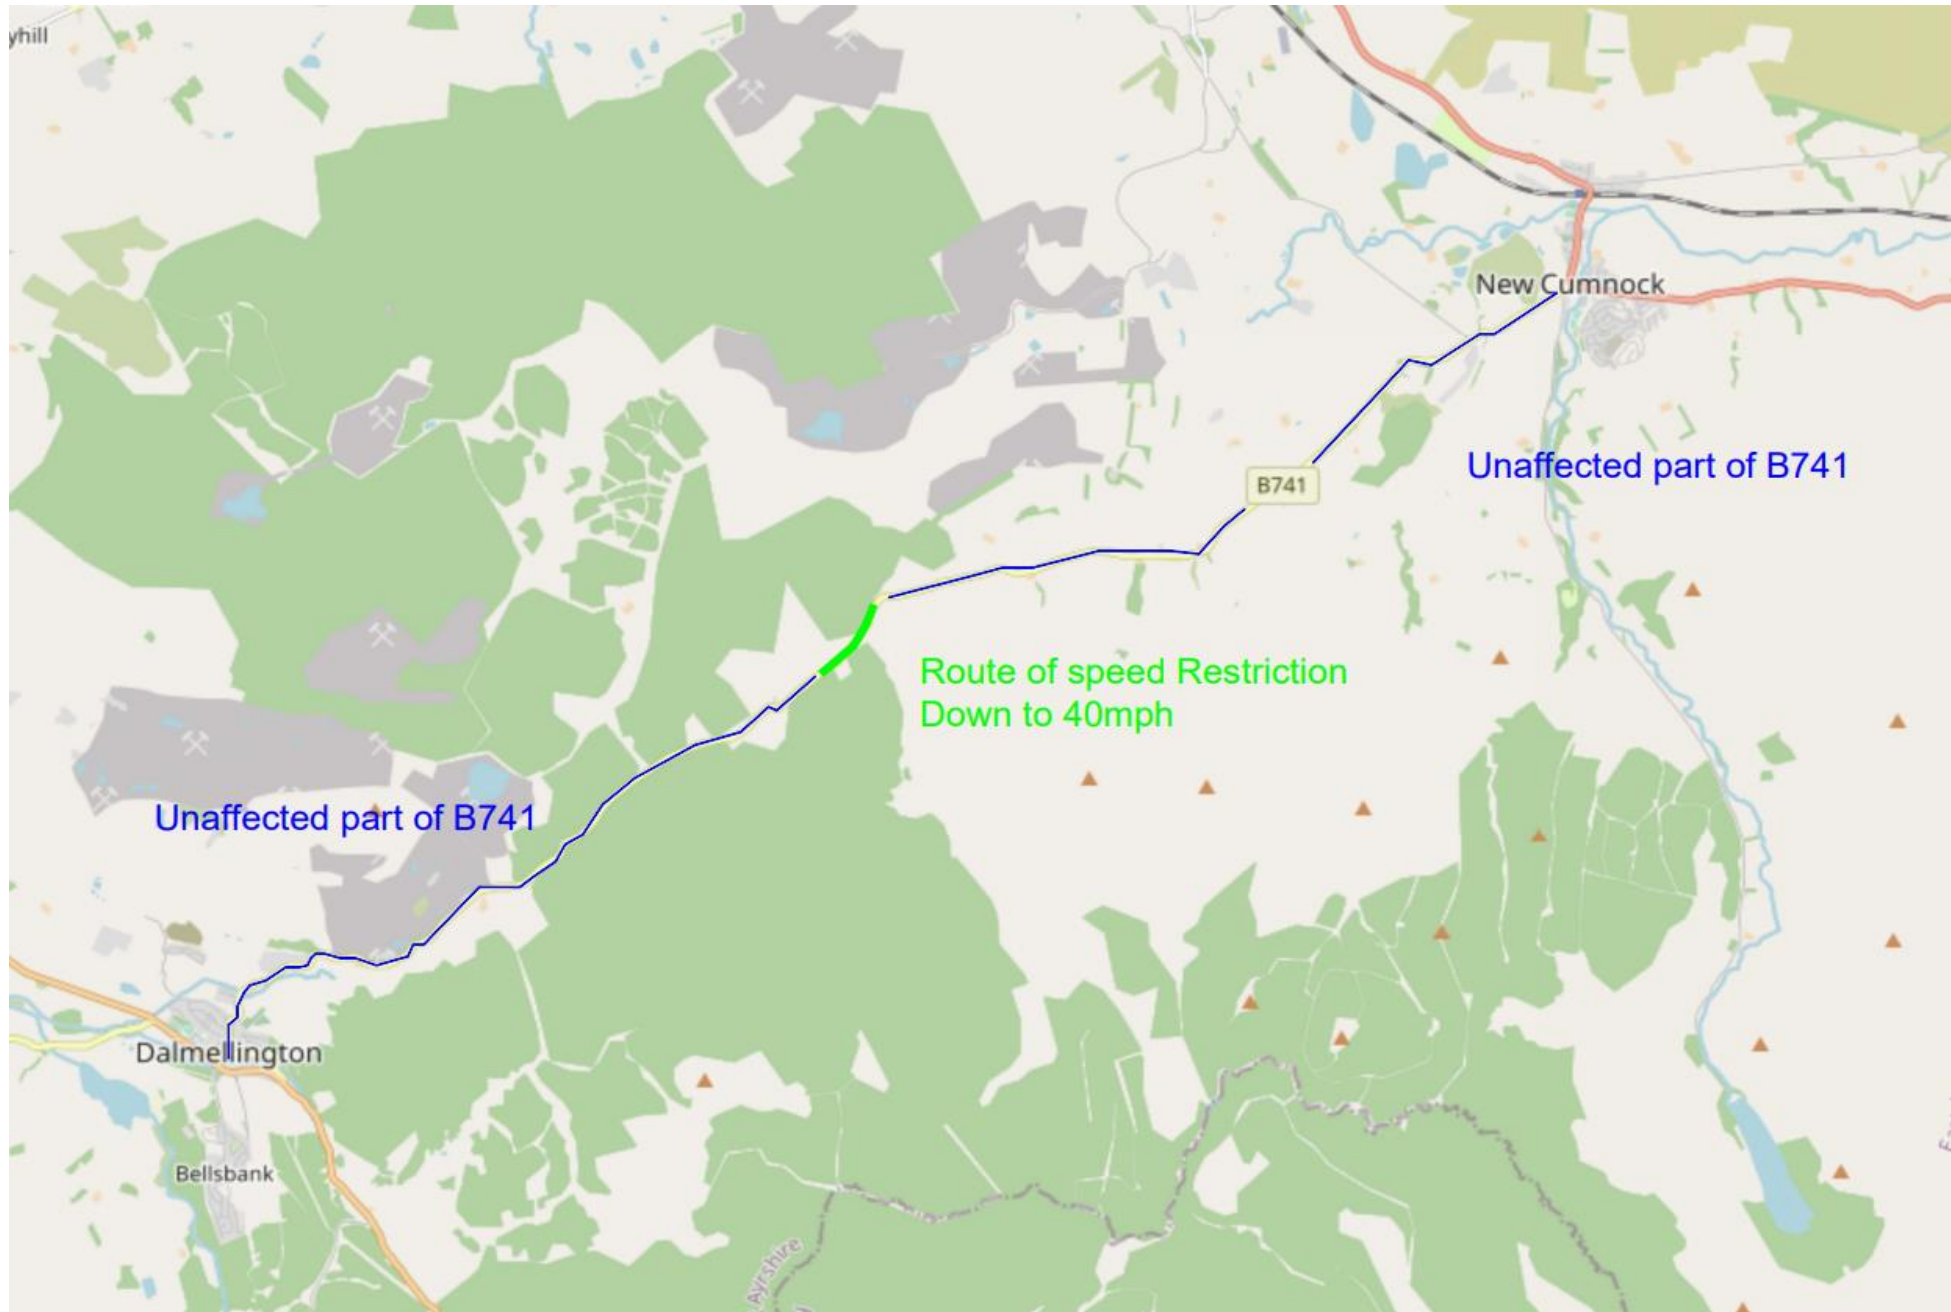 yhill
New Cumnock
Unaffected part of B741
B741
Route of speed Restriction
Down to 40mph
Unaffected part of B741
Dalmellington
Bellsbank
Ayrshire